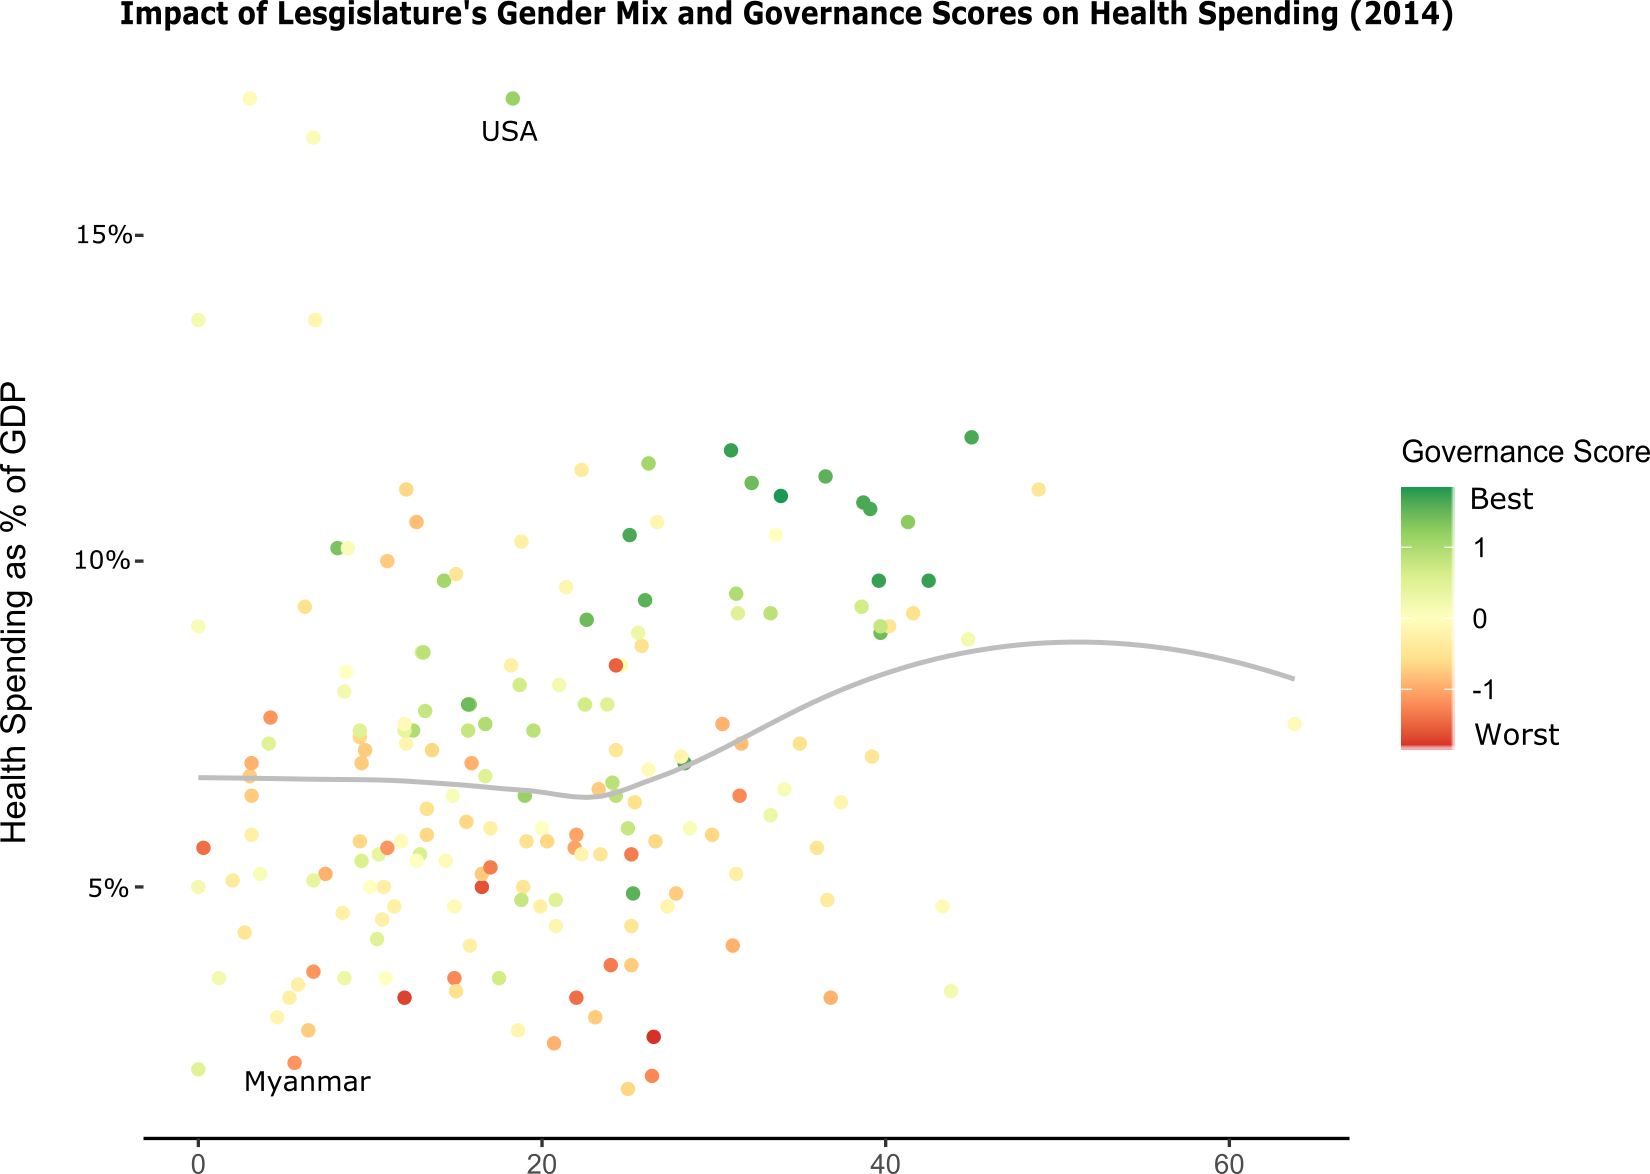 Impact of Lesgislature's Gender Mix and Governance Scores on Health Spending (2014)
USA
15%
10%
5%
Health Spending as % of GDP
Myanmar
0
20
40
60
Governance Score
Best
1
0
-1
Worst